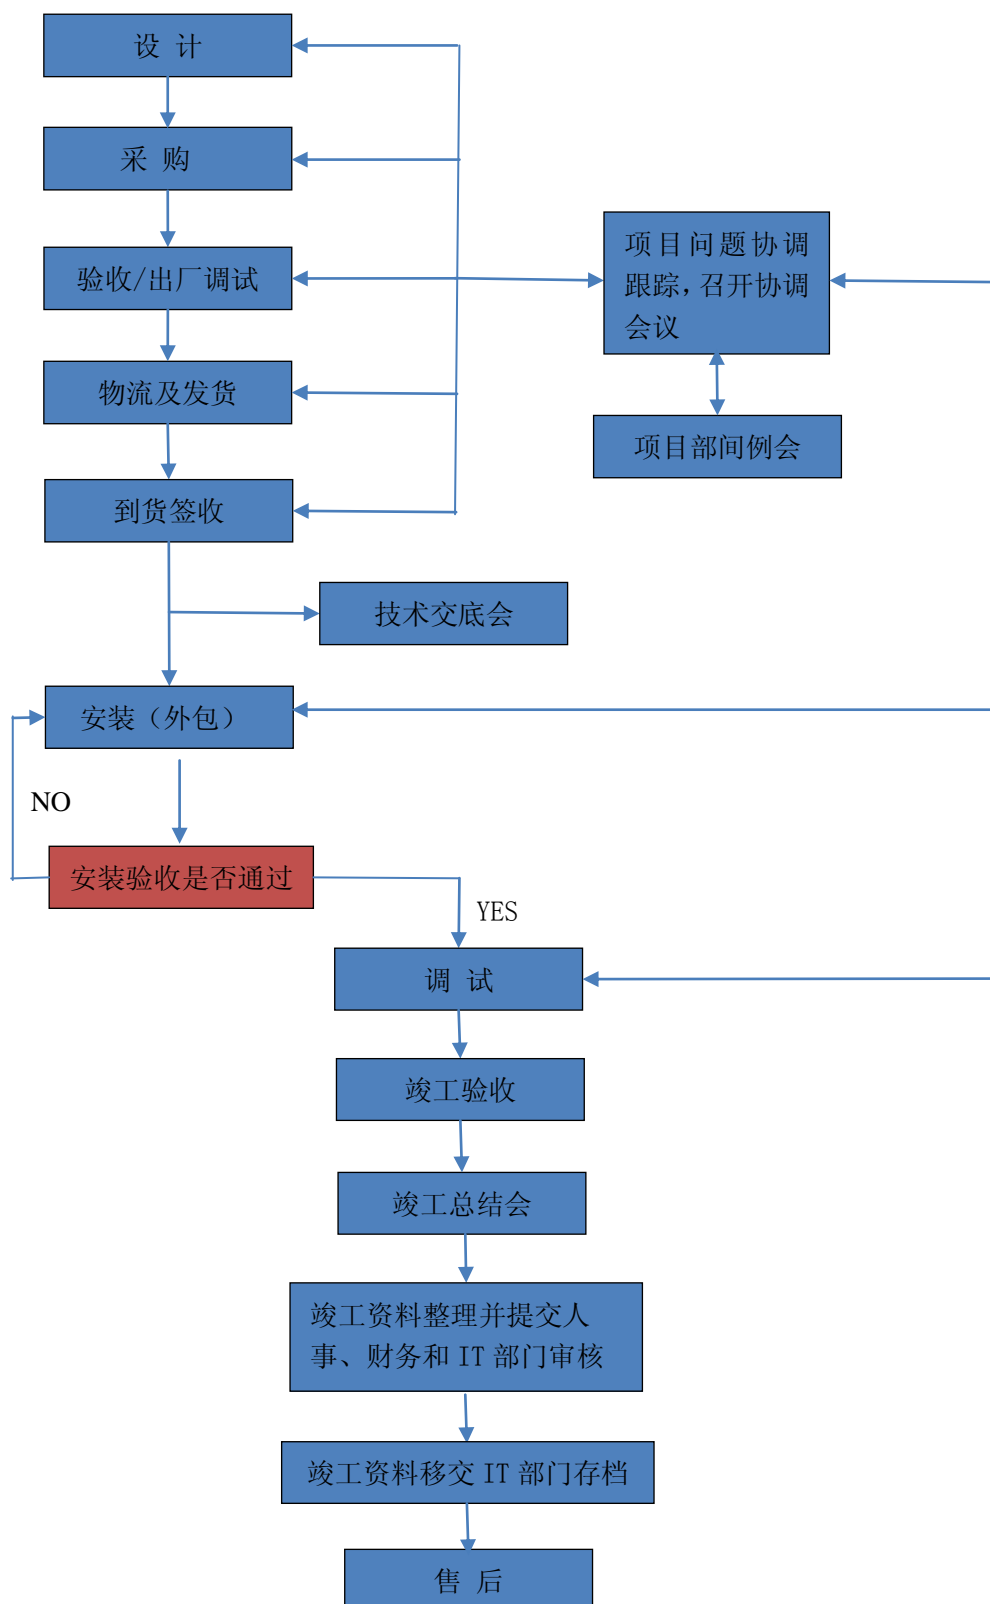 设 计
采 购
验收/出厂调试
项目问题协调
跟踪，召开协调
会议
物流及发货
项目部间例会
到货签收
技术交底会
安装（外包）
NO
安装验收是否通过
YES
调 试
竣工验收
竣工总结会
竣工资料整理并提交人
事、财务和 IT 部门审核
竣工资料移交 IT 部门存档
售 后